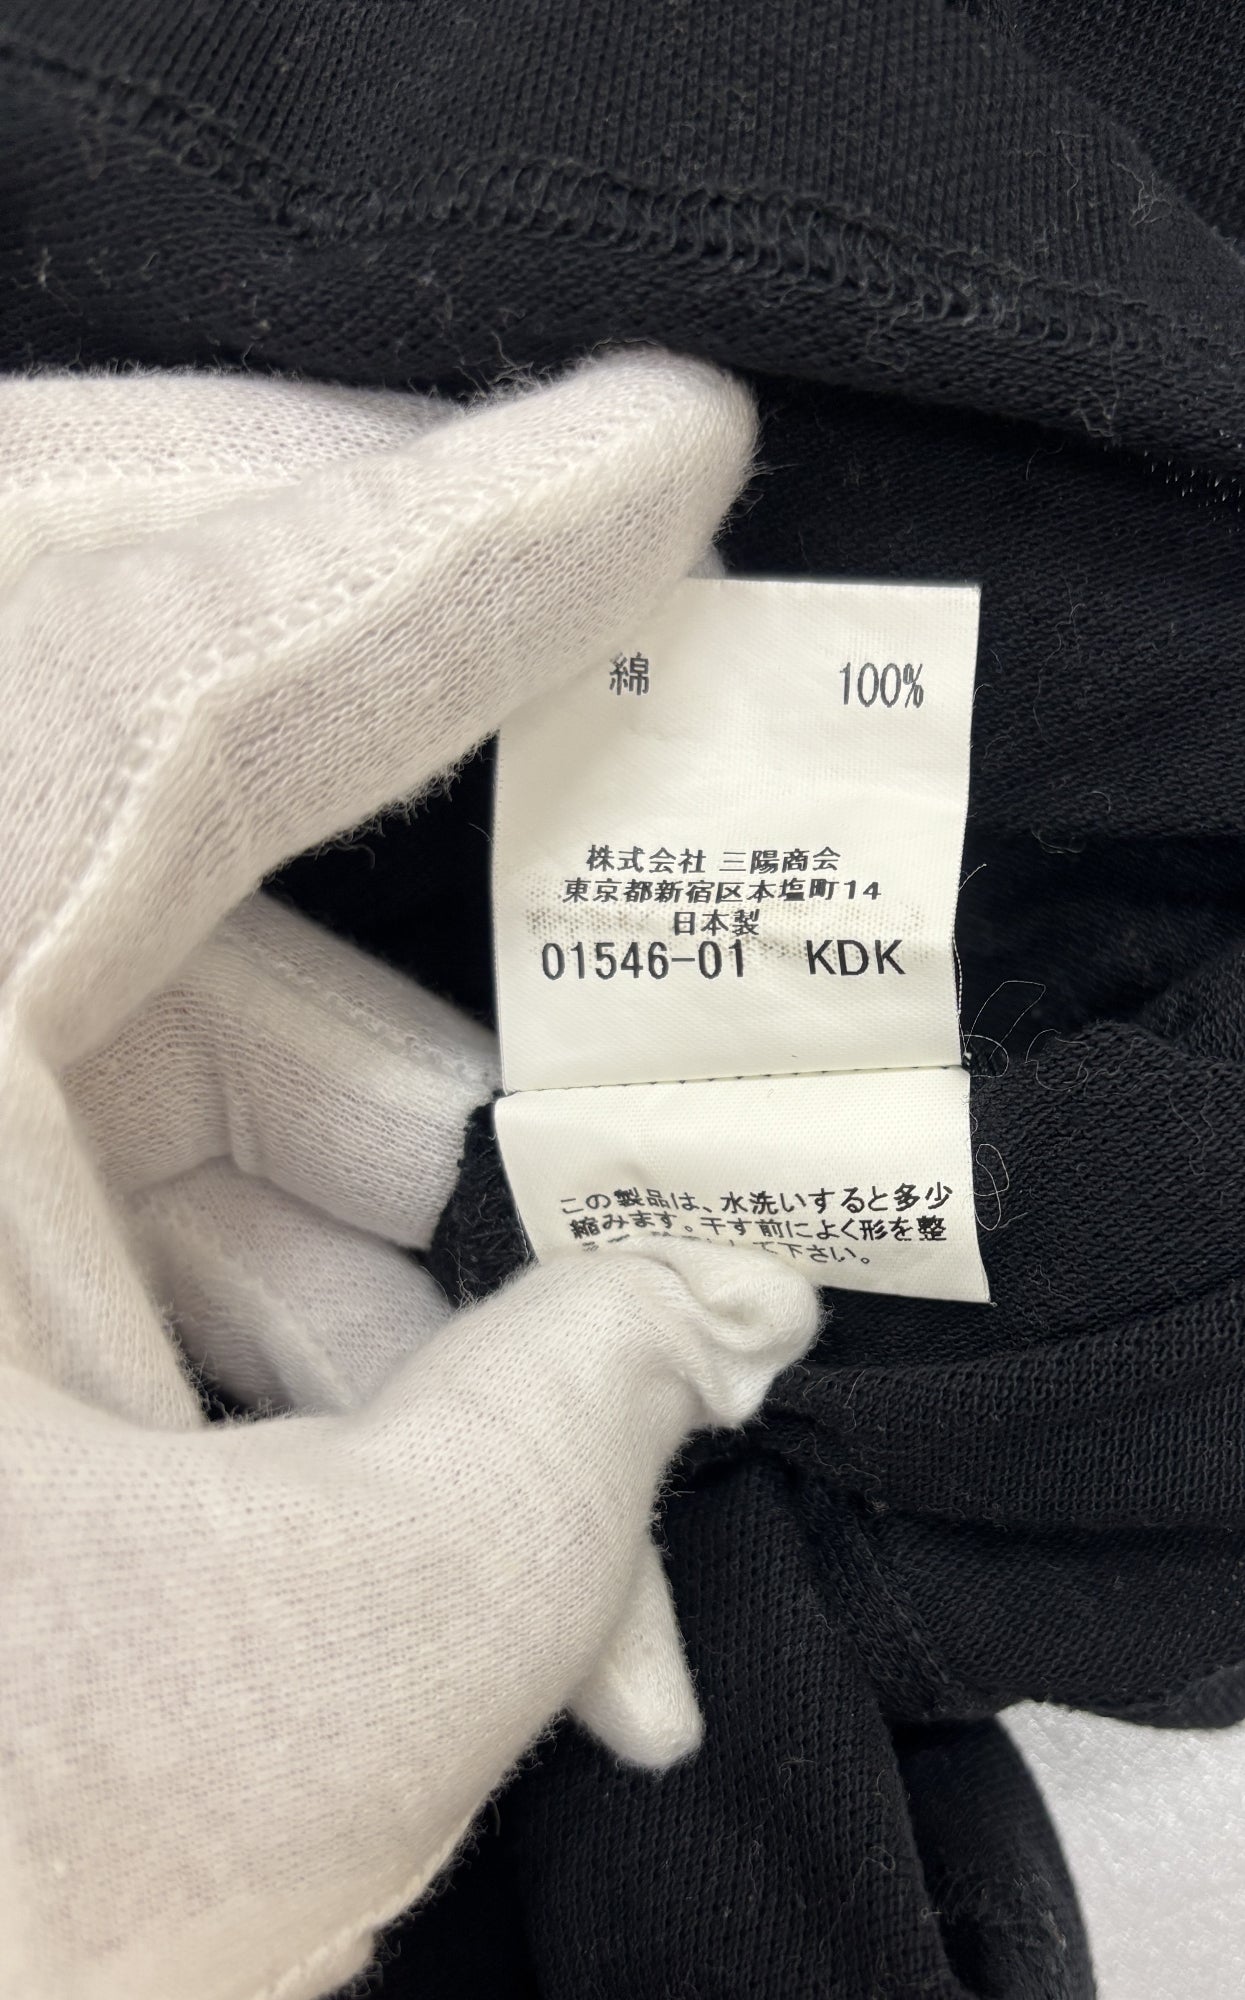 綿 100%
株式会社 三陽商会
東京都新宿区本塩町14
日本製
01546-01 KDK
この製品は、水洗いすると多少
縮みます。干す前によく形を整
して下さい。